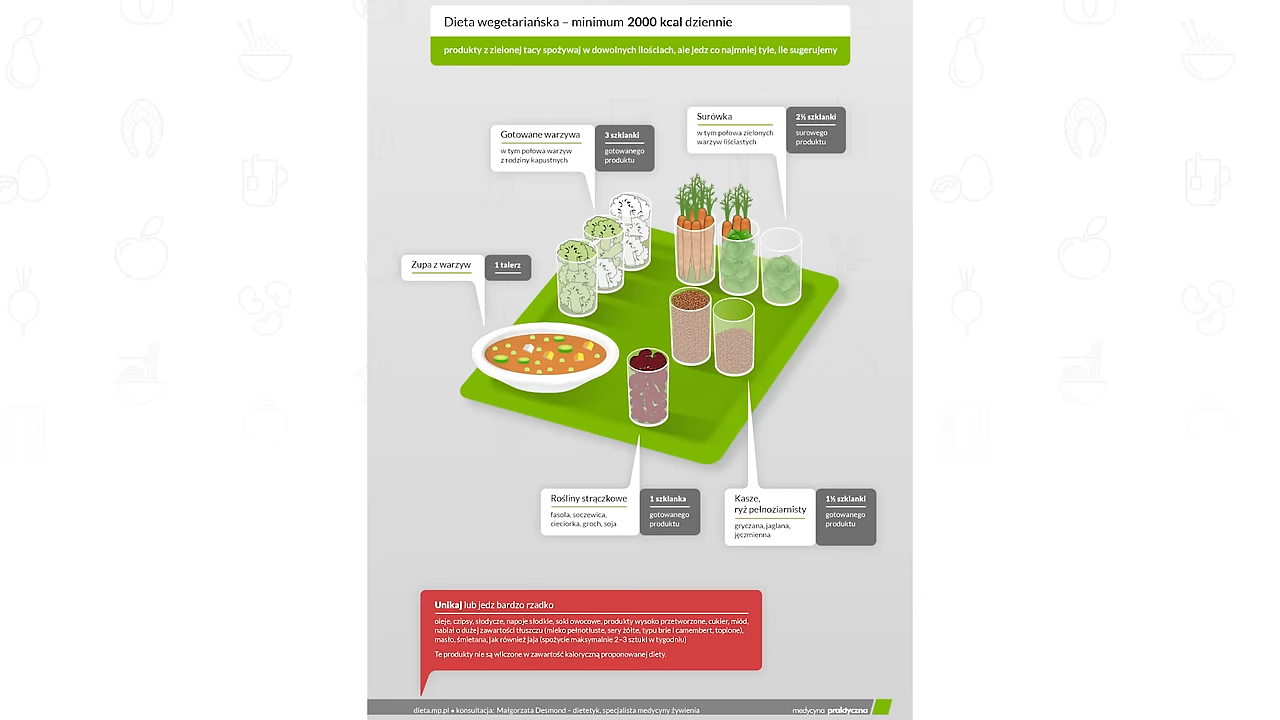 Dieta wegetariańska – minimum 2000 kcal dziennie
produkty z zielonej tacy spożywaj w dowolnych ilościach, ale jedz co najmniej tyle, ile sugerujemy
Surówka
w tym połowa zielonych
warzyw liściastych
2½ szklanki
surowego
produktu
Gotowane warzywa
w tym połowa warzyw
z rodziny kapustnych
3 szklanki
gotowanego
produktu
Zupa z warzyw
1 talerz
Rośliny strączkowe
fasola, soczewica,
cieciorka, groch, soja
1 szklanka
gotowanego
produktu
Kasze,
ryż pełnoziarnisty
gryczana, jaglana,
jęczmienna
1½ szklanki
gotowanego
produktu
Unikaj lub jedz bardzo rzadko
oleje, czipsy, słodycze, napoje słodkie, soki owocowe, produkty wysoko przetworzone, cukier, miód,
nabiał o dużej zawartości tłuszczu (mleko pełnotłuste, sery żółte, typu brie i camembert, topione),
masło, śmietana, jak również jaja (spożycie maksymalnie 2–3 sztuki w tygodniu)
Te produkty nie są wliczone w zawartość kaloryczną proponowanej diety.
dieta.mp.pl • konsultacja: Małgorzata Desmond – dietetyk, specjalista medycyny żywienia
medycyna praktyczna